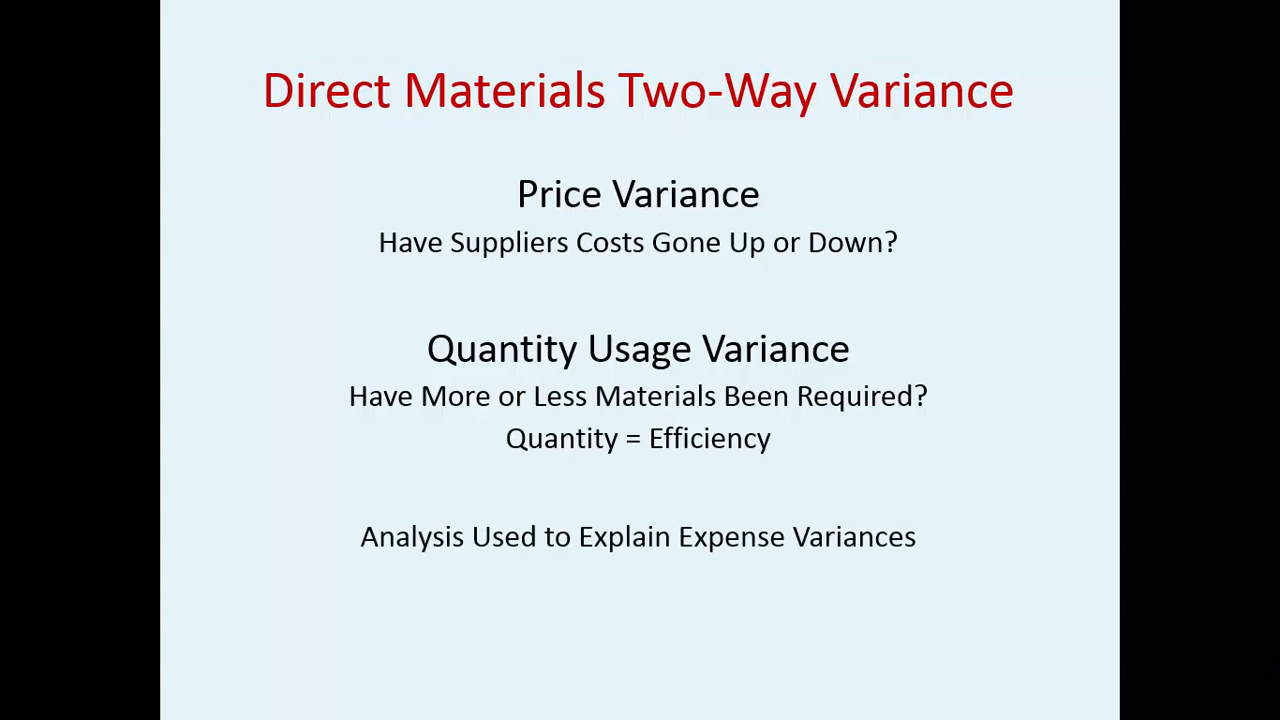 Direct Materials Two-Way Variance
Price Variance
Have Suppliers Costs Gone Up or Down?
Quantity Usage Variance
Have More or Less Materials Been Required?
Quantity = Efficiency
Analysis Used to Explain Expense Variances